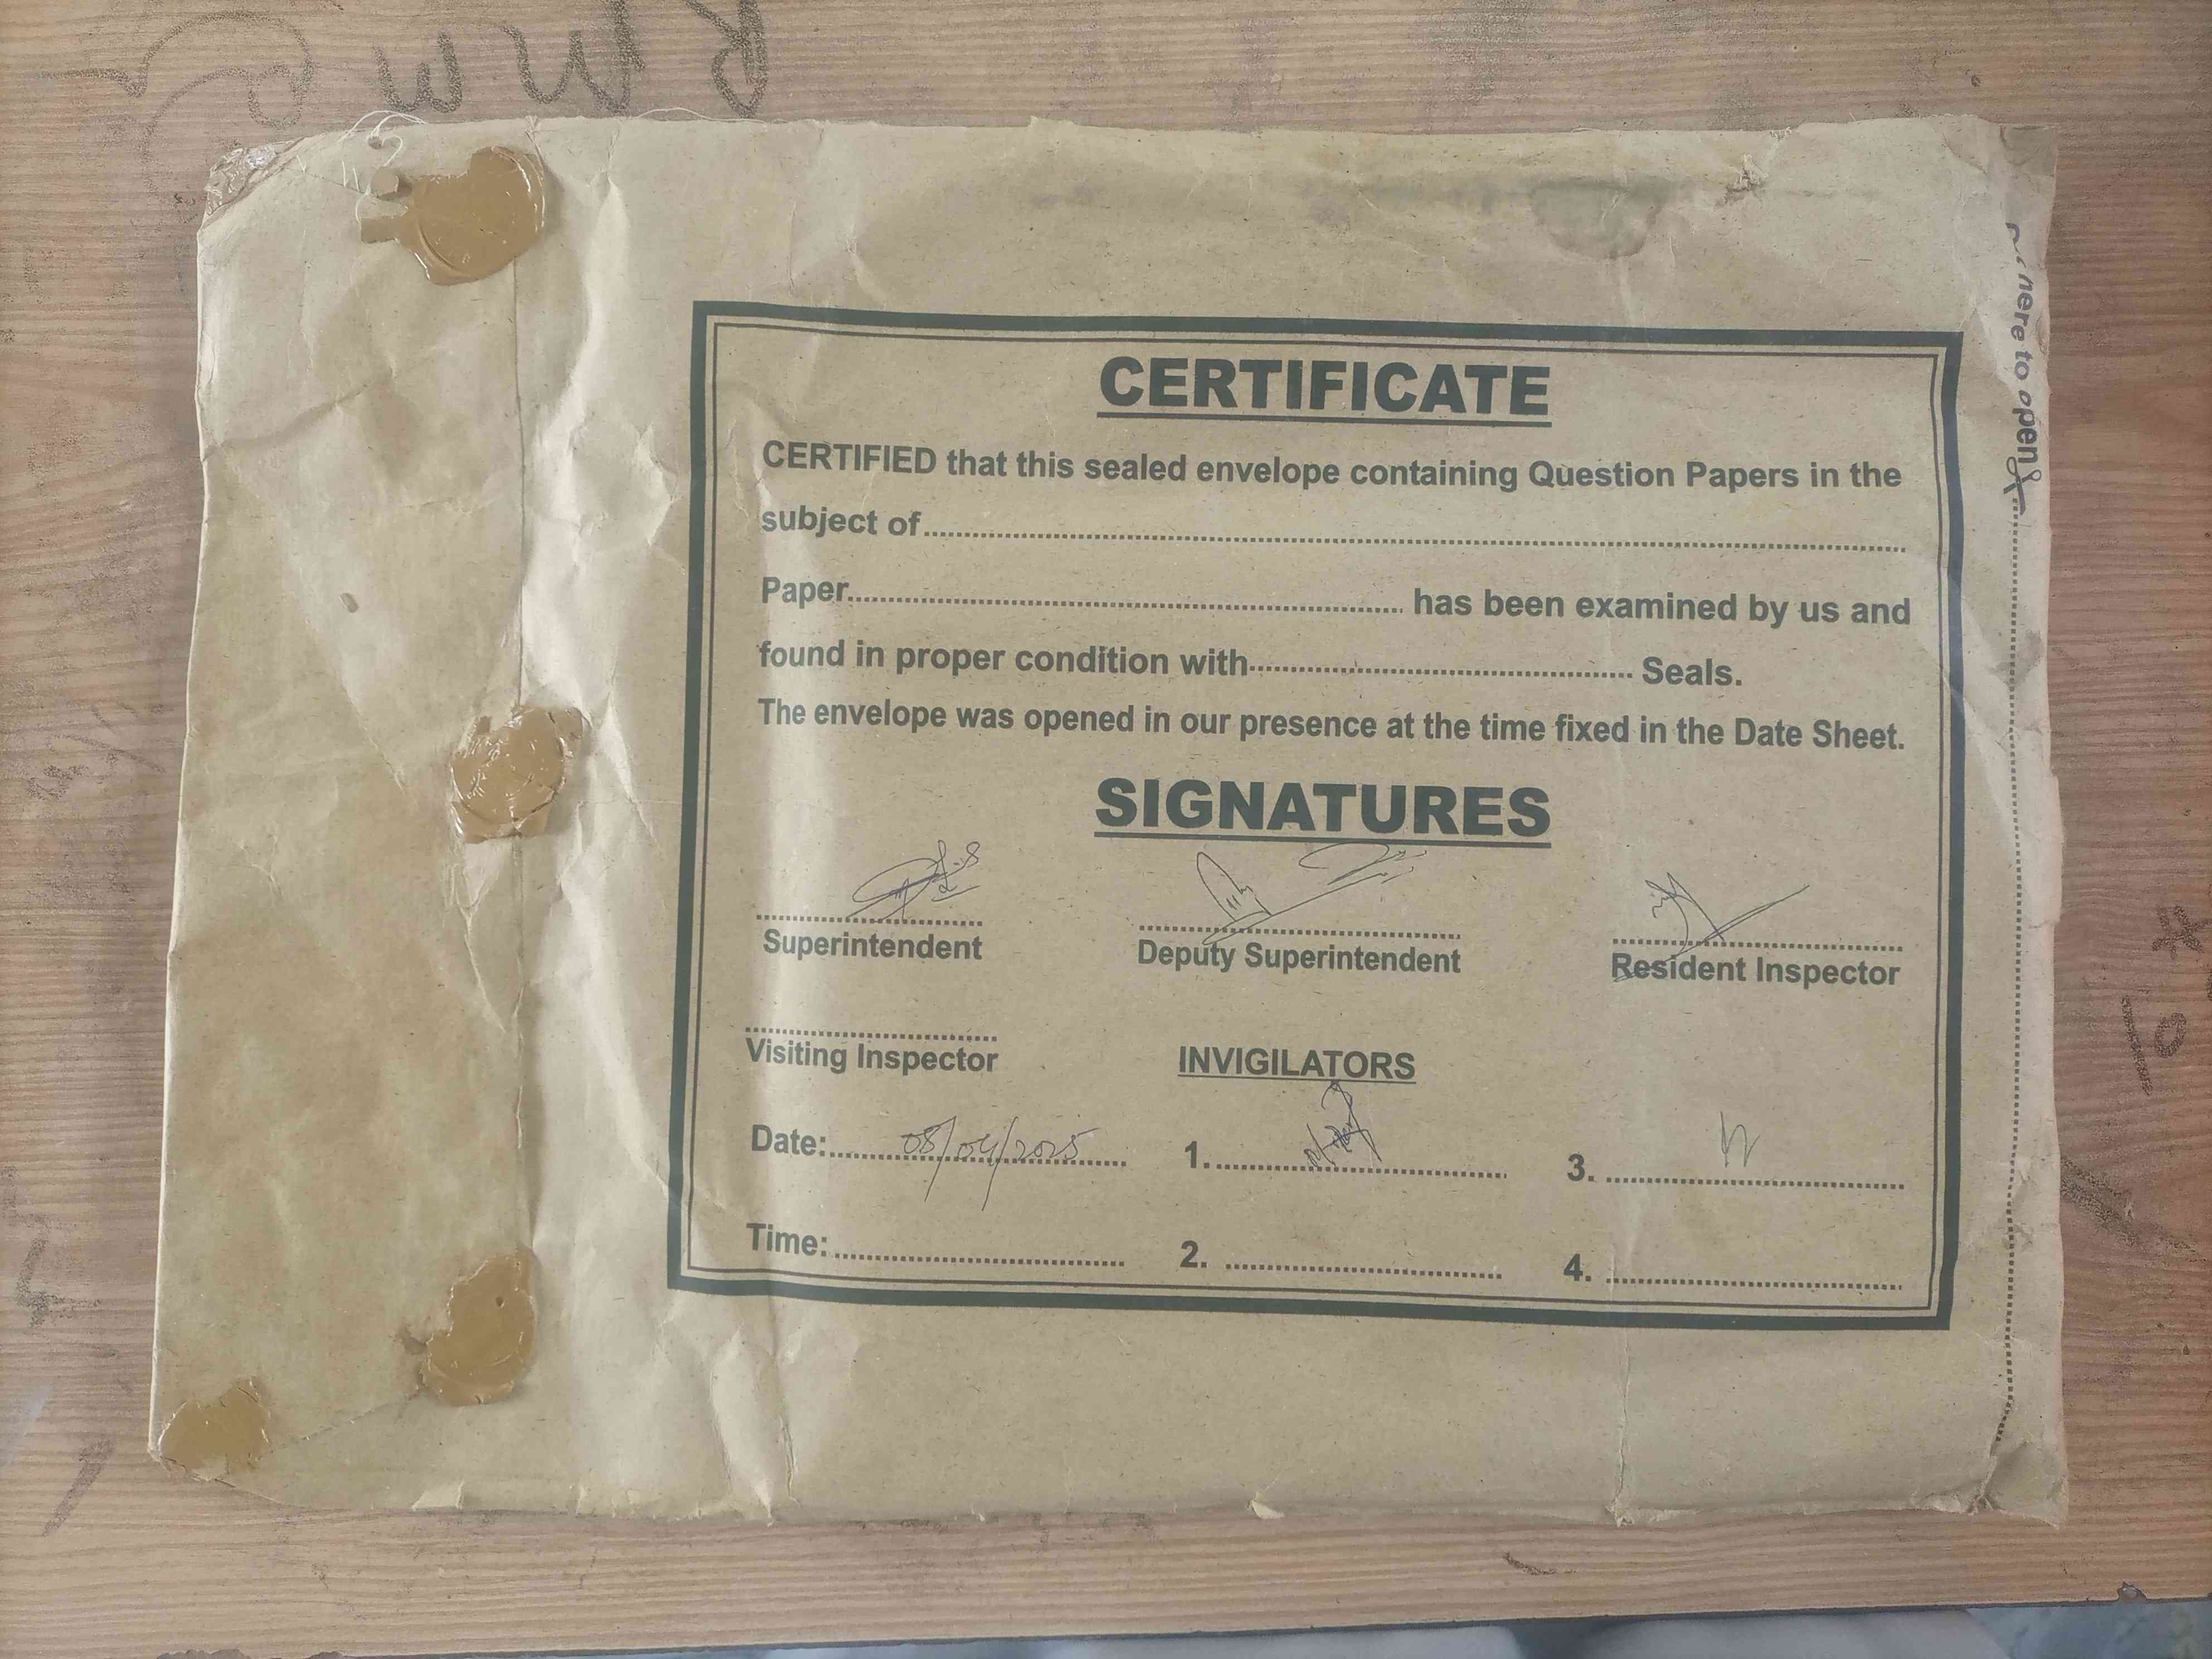 CERTIFICATE
CERTIFIED that this sealed envelope containing Question Papers in the
subject of
Paper has been examined by us and
found in proper condition with Seals.
The envelope was opened in our presence at the time fixed in the Date Sheet.
SIGNATURES
Superintendent Deputy Superintendent Resident Inspector
Visiting Inspector INVIGILATORS
Date: 08/04/2025 1. 3.
Time: 2. 4.
here to open